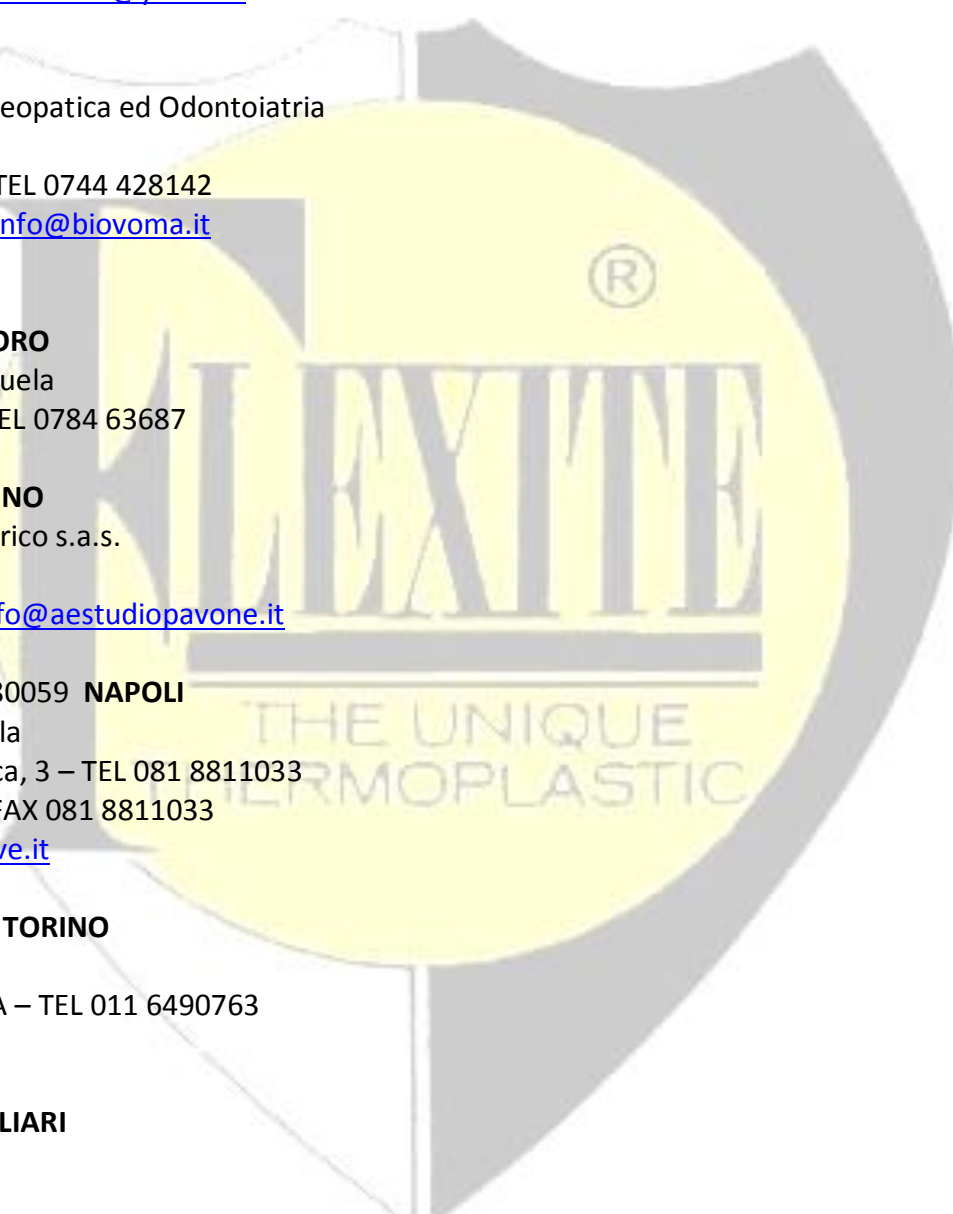 eopatica ed Odontoiatria
TEL 0744 428142
nfo@biovoma.it
®
ORO
uela
EL 0784 63687
NO
rico s.a.s.
fo@aestudiopavone.it
FLEXITE
80059 NAPOLI
la
THE UNIQUE
ca, 3 – TEL 081 8811033
THERMOPLASTIC
FAX 081 8811033
ve.it
TORINO
A – TEL 011 6490763
LIARI